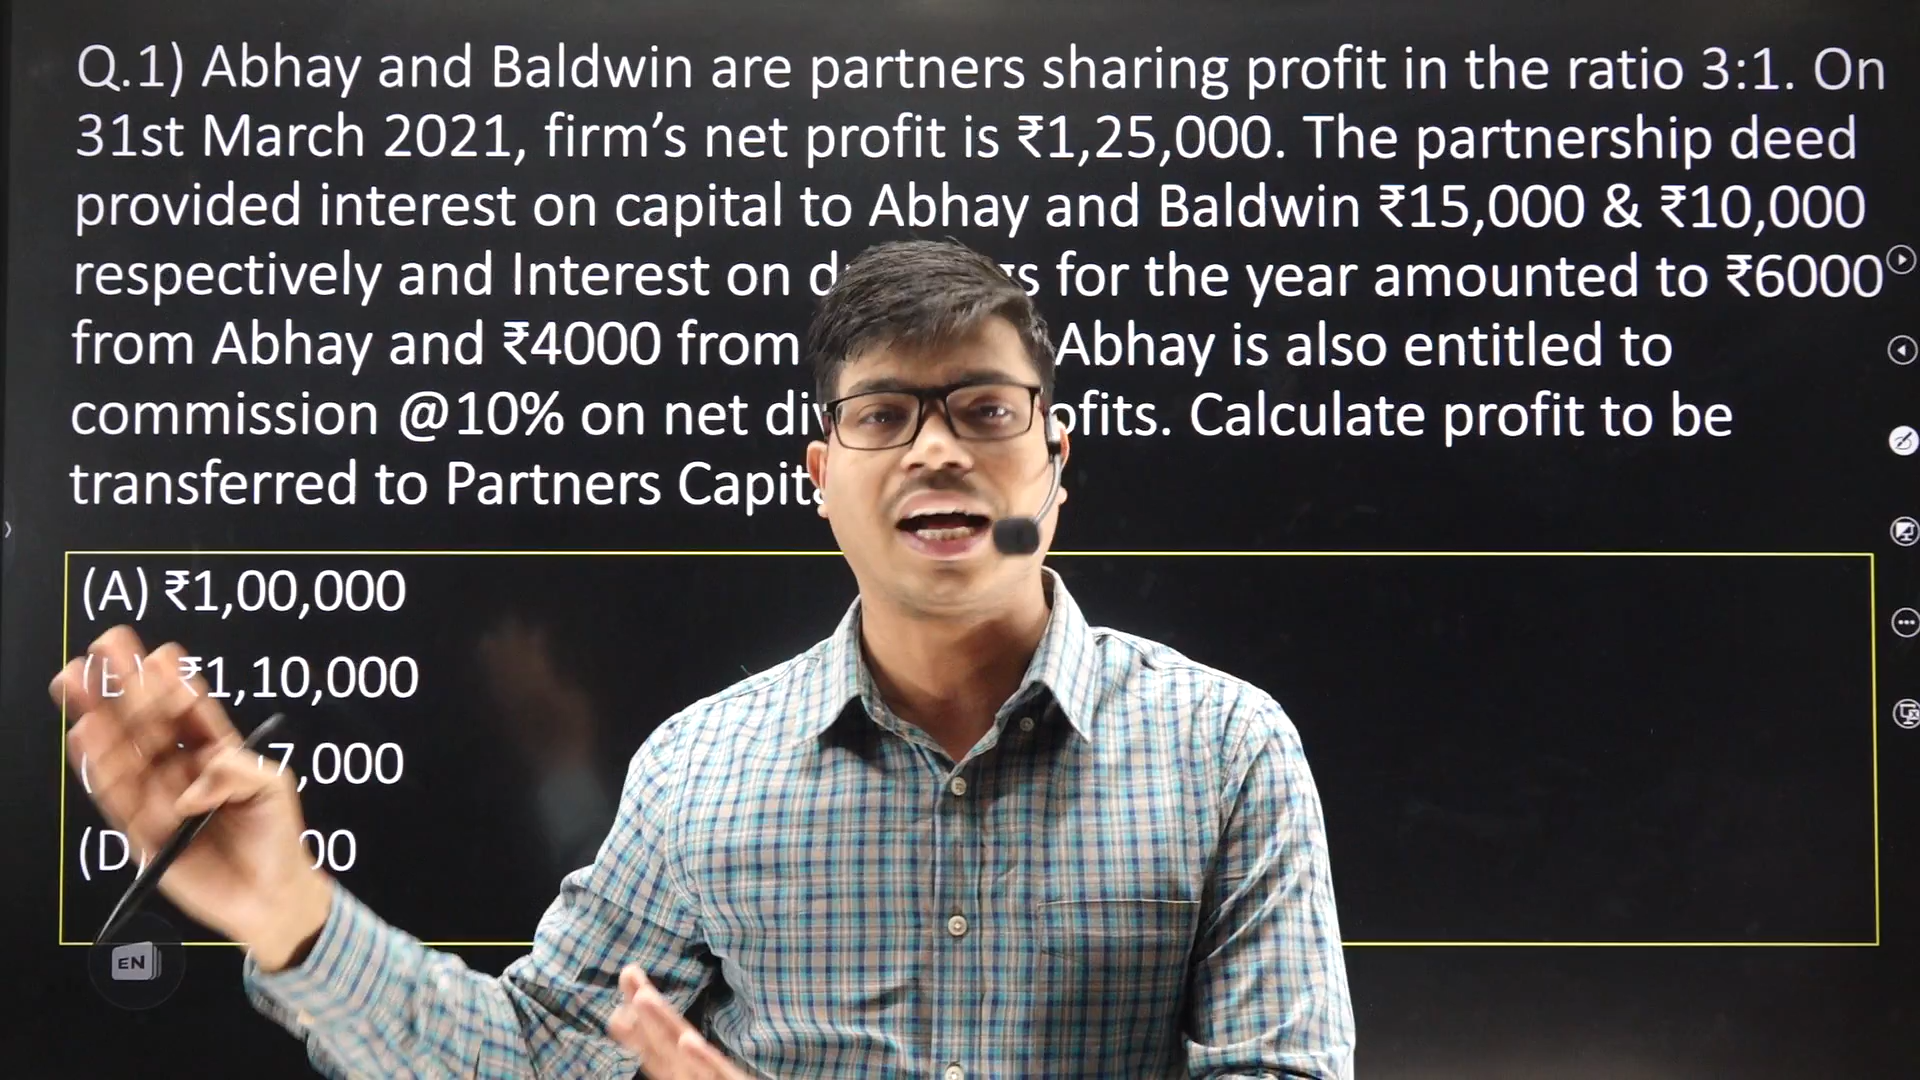 Q.1) Abhay and Baldwin are partners sharing profit in the ratio 3:1. On
31st March 2021, firm's net profit is ₹1,25,000. The partnership deed
provided interest on capital to Abhay and Baldwin ₹15,000 & ₹10,000
respectively and Interest on for the year amounted to ₹6000
from Abhay and ₹4000 from Abhay is also entitled to
commission @10% on net Calculate profit to be
transferred to Partners
(A) ₹1,00,000
₹1,10,000
(D)
EN